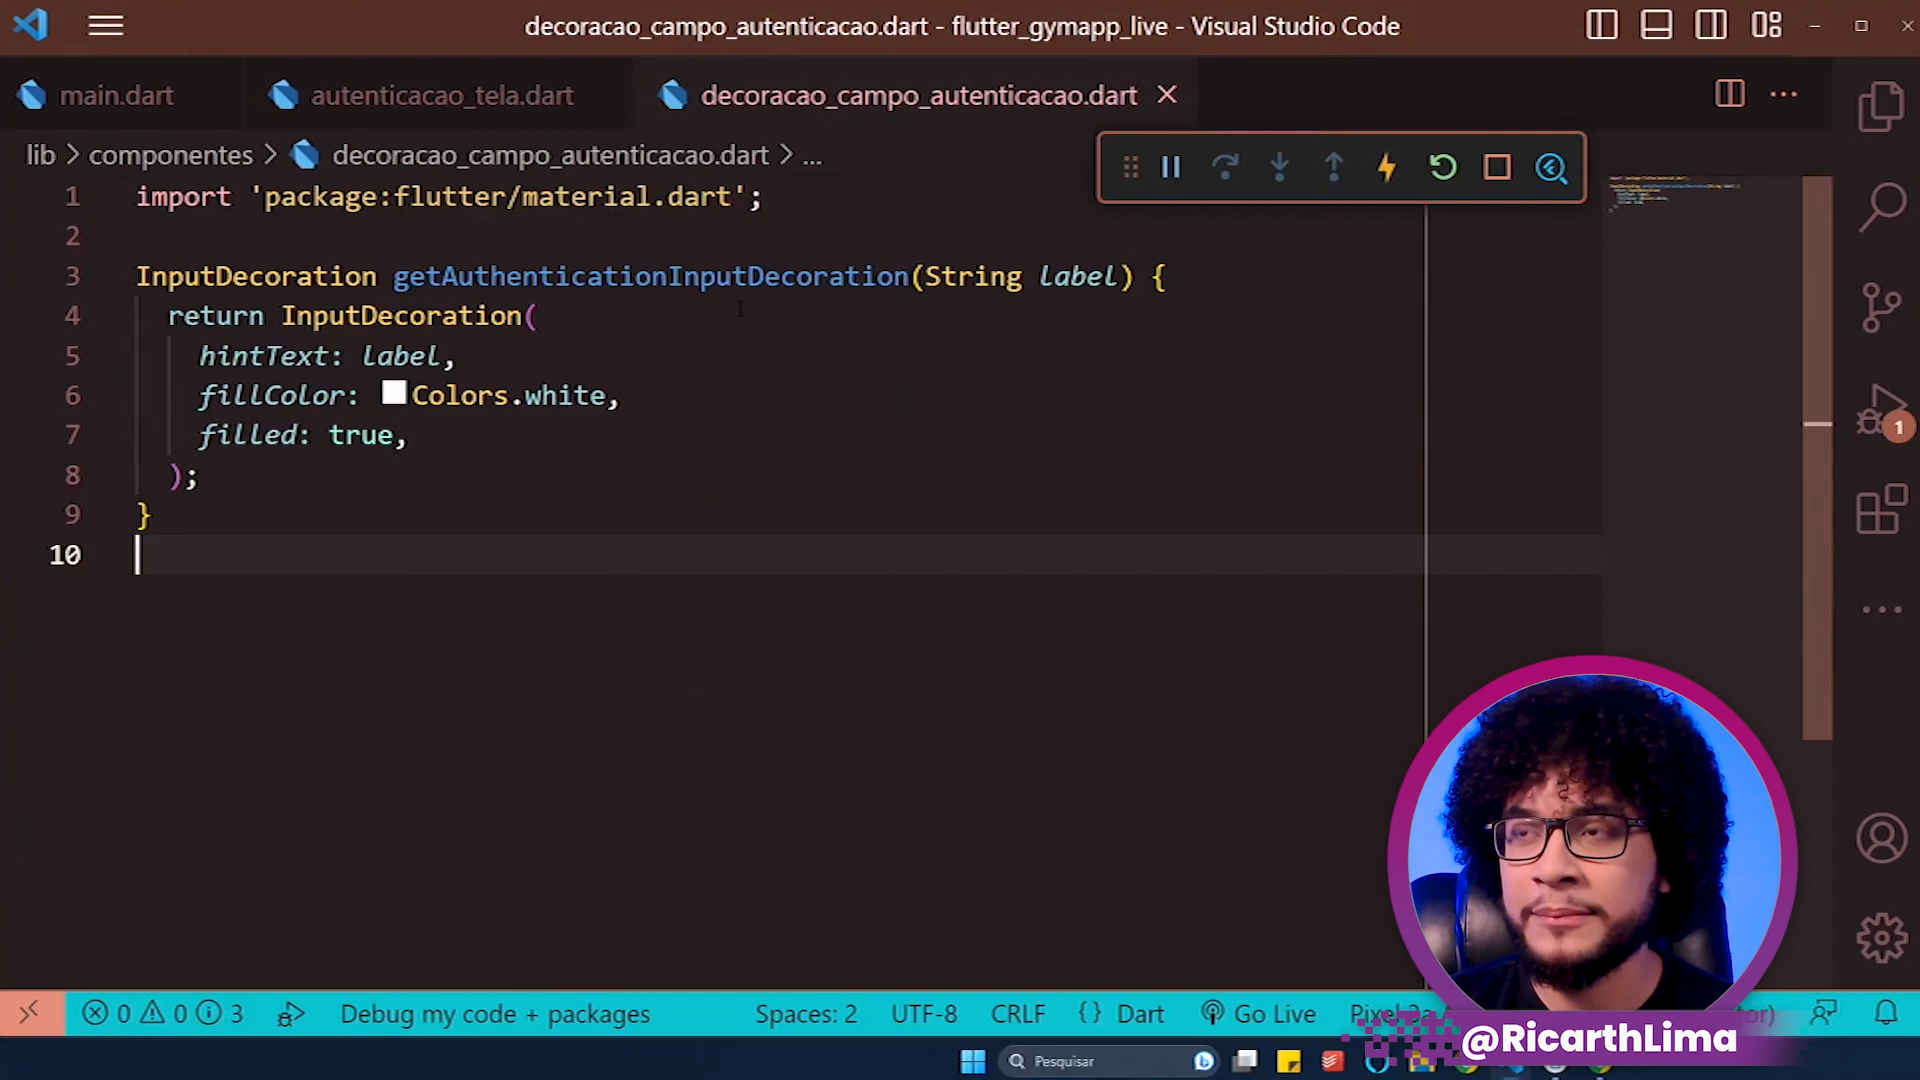 decoracao_campo_autenticacao.dart - flutter_gymapp_live - Visual Studio Code
main.dart
autenticacao_tela.dart
decoracao_campo_autenticacao.dart
lib > componentes > decoracao_campo_autenticacao.dart > ...
1 import 'package:flutter/material.dart';
2
3 InputDecoration getAuthenticationInputDecoration(String label) {
4 return InputDecoration(
5 hintText: label,
6 fillColor: Colors.white,
7 filled: true,
8 );
9 }
10
1
0 0 3 Debug my code + packages Spaces: 2 UTF-8 CRLF {} Dart Go Live
@RicarthLima
Pesquisar